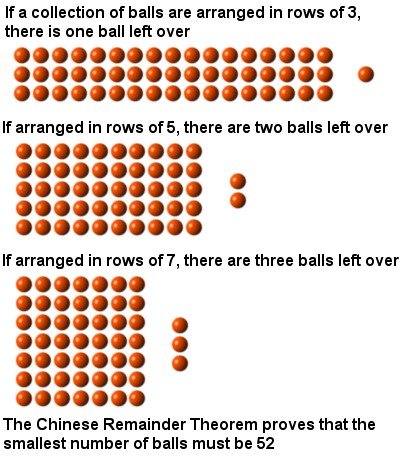 If a collection of balls are arranged in rows of 3,
there is one ball left over
If arranged in rows of 5, there are two balls left over
If arranged in rows of 7, there are three balls left over
The Chinese Remainder Theorem proves that the
smallest number of balls must be 52